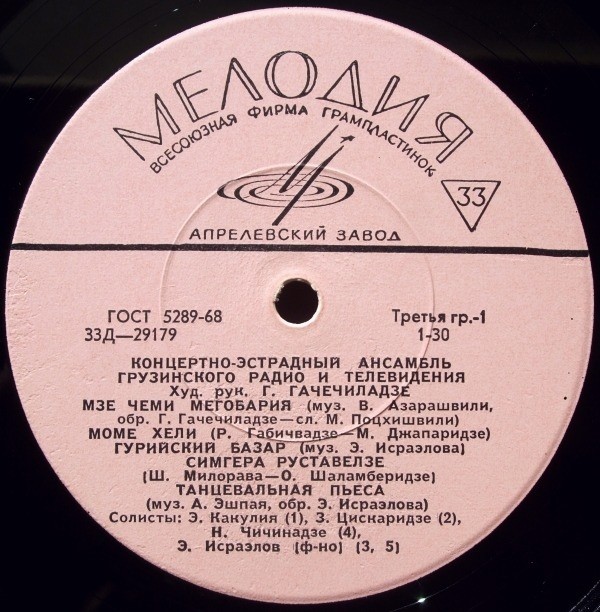 МЕЛОДИЯ
ВСЕСОЮЗНАЯ ФИРМА ГРАМПЛАСТИНОК
33
АПРЕЛЕВСКИЙ ЗАВОД
ГОСТ 5289-68 Третья гр.-1
33Д—29179 1-30
КОНЦЕРТНО-ЭСТРАДНЫЙ АНСАМБЛЬ
ГРУЗИНСКОГО РАДИО И ТЕЛЕВИДЕНИЯ
Худ. рук. Г. ГАЧЕЧИЛАДЗЕ
МЗЕ ЧЕМИ МЕГОБАРИЯ (муз. В. Азарашвили,
обр. Г. Гачечиладзе—сл. М. Поцхишвили)
МОМЕ ХЕЛИ (Р. Габичвадзе—М. Джапаридзе)
ГУРИЙСКИЙ БАЗАР (муз. Э. Исраэлова)
СИМГЕРА РУСТАВЕЛЗЕ
(Ш. Милорава—О. Шаламберидзе)
ТАНЦЕВАЛЬНАЯ ПЬЕСА
(муз. А. Эшпая, обр. Э. Исраэлова)
Солисты: Э. Какулия (1), З. Цискаридзе (2),
Н. Чичинадзе (4),
Э. Исраэлов (ф-но) (3, 5)